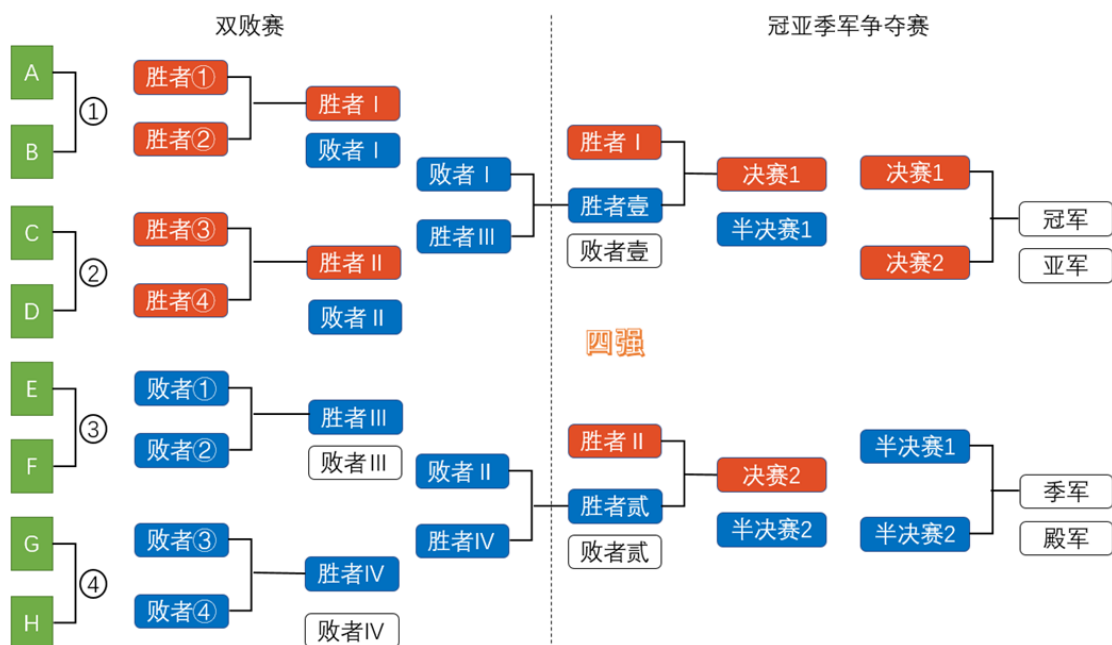 双败赛
冠亚季军争夺赛
A
B
①
C
D
②
E
F
③
G
H
④
胜者①
胜者②
胜者③
胜者④
败者①
败者②
败者③
败者④
胜者Ⅰ
败者Ⅰ
胜者Ⅱ
败者Ⅱ
胜者III
败者III
胜者IV
败者IV
败者Ⅰ
胜者III
败者Ⅱ
胜者IV
胜者Ⅰ
胜者壹
败者壹
四强
胜者Ⅱ
胜者贰
败者贰
决赛1
半决赛1
决赛2
半决赛2
决赛1
决赛2
半决赛1
半决赛2
冠军
亚军
季军
殿军